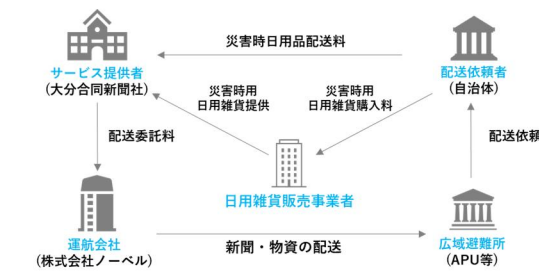 災害時日用品配送料
サービス提供者
(大分合同新聞社)
配送依頼者
(自治体)
災害時用
日用雑貨提供
災害時用
日用雑貨購入料
配送委託料
配送依頼
日用雑貨販売事業者
運航会社
(株式会社ノーベル)
新聞・物資の配送
広域避難所
(APU等)